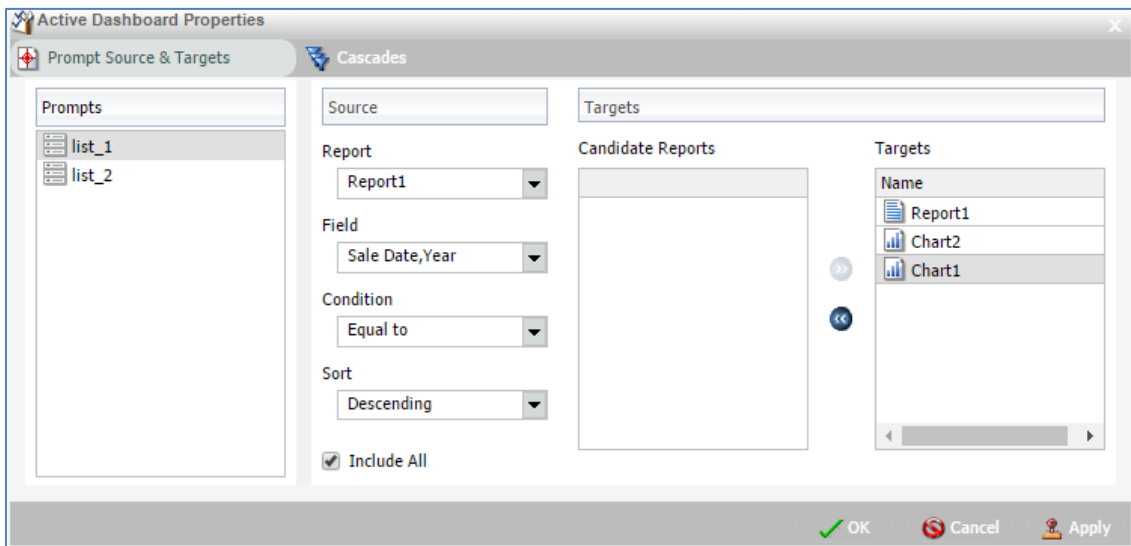 Active Dashboard Properties
Prompt Source & Targets
Cascades
Prompts
list_1
list_2
Source
Report
Report1
Field
Sale Date,Year
Condition
Equal to
Sort
Descending
Include All
Targets
Candidate Reports
Targets
Name
Report1
Chart2
Chart1
OK
Cancel
Apply